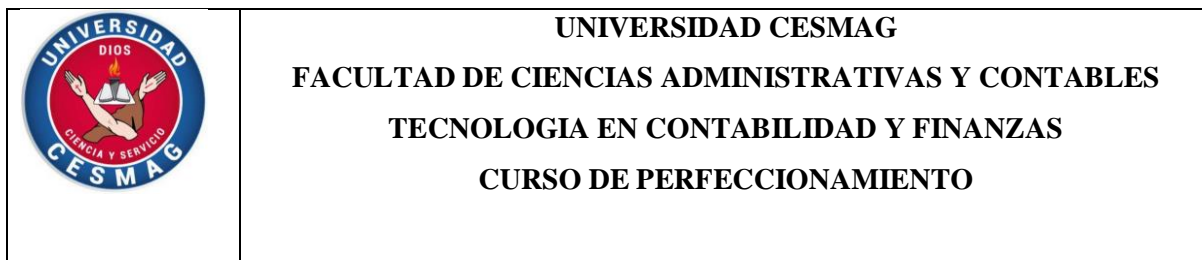 UNIVERSIDAD
DIOS
CIENCIA Y SERVICIO
CESMAG
UNIVERSIDAD CESMAG
FACULTAD DE CIENCIAS ADMINISTRATIVAS Y CONTABLES
TECNOLOGIA EN CONTABILIDAD Y FINANZAS
CURSO DE PERFECCIONAMIENTO